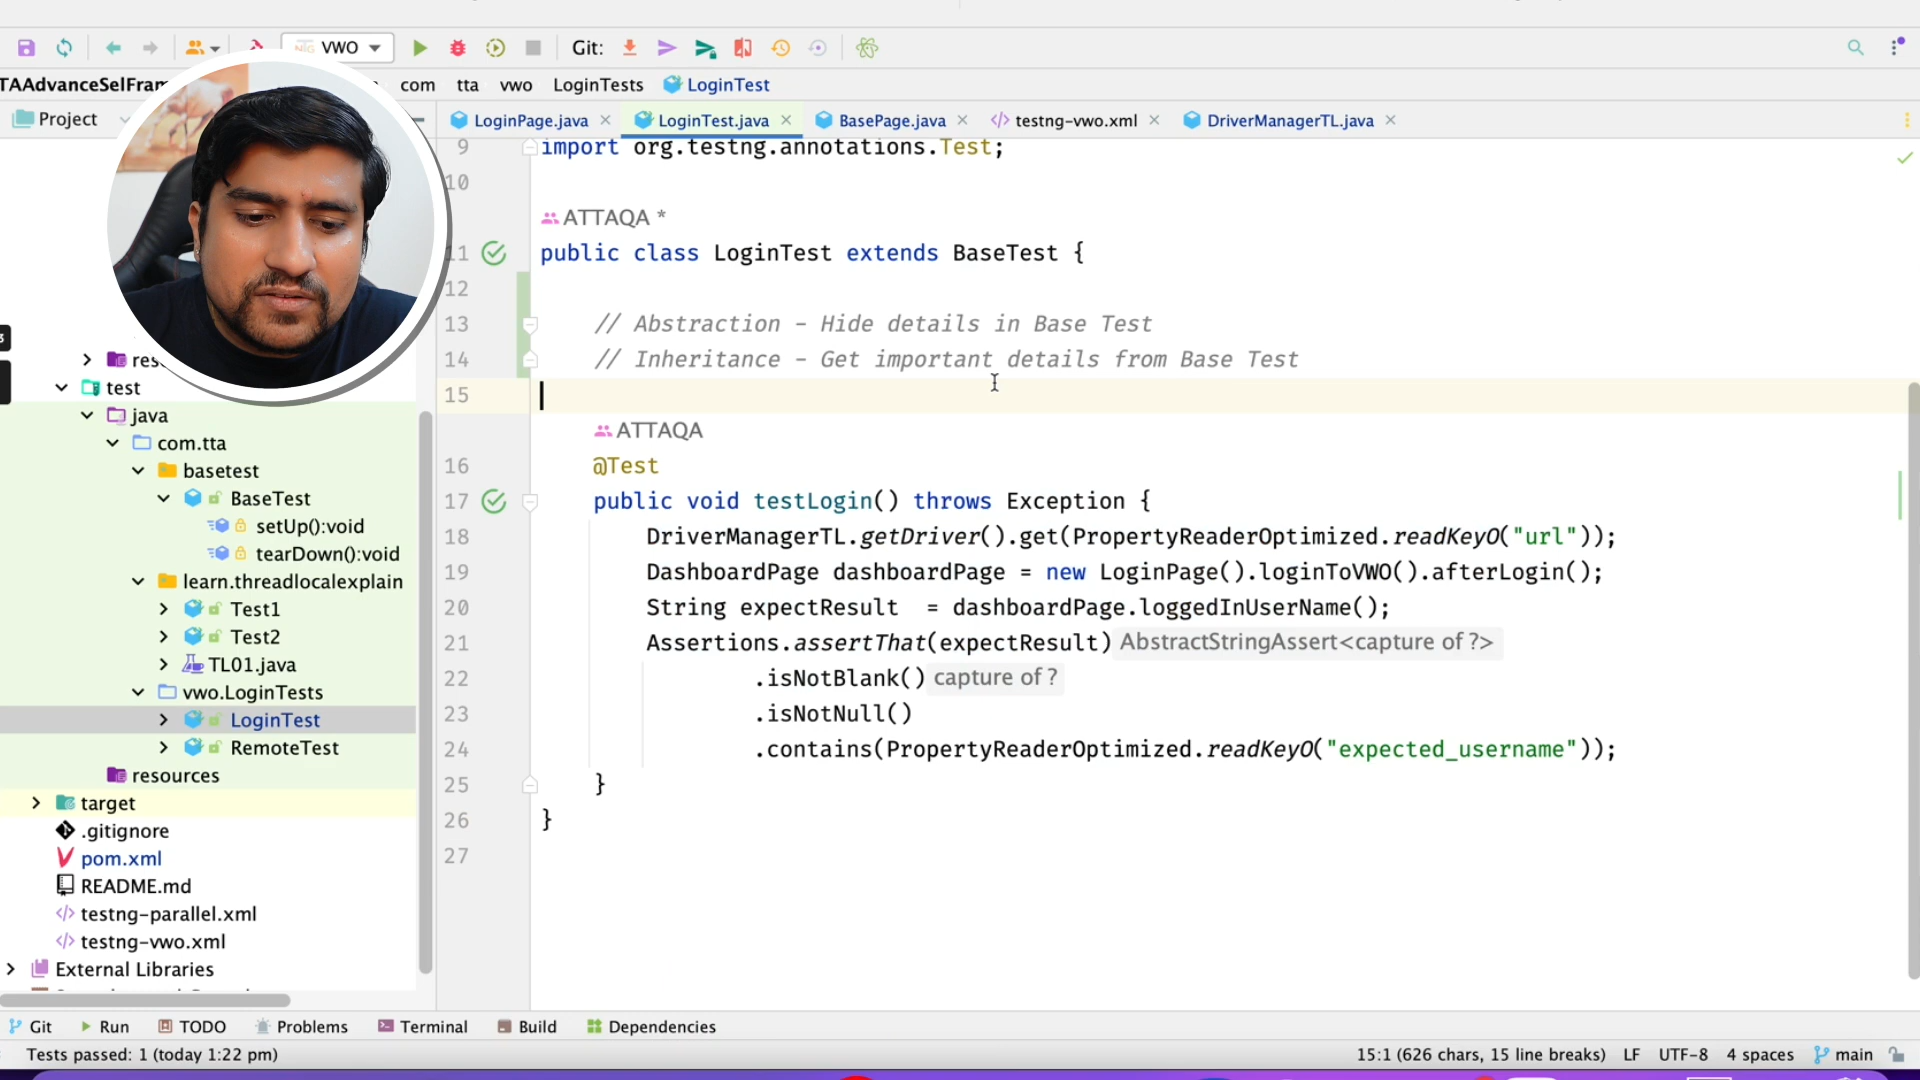 VWO
Git:
TAAdvanceSelFram
com tta vwo LoginTests LoginTest
Project
LoginPage.java LoginTest.java BasePage.java testng-vwo.xml DriverManagerTL.java
9 import org.testng.annotations.Test;
10
ATTAQA *
11 public class LoginTest extends BaseTest {
12
13 // Abstraction - Hide details in Base Test
14 // Inheritance - Get important details from Base Test
15
ATTAQA
16 @Test
17 public void testLogin() throws Exception {
18 DriverManagerTL.getDriver().get(PropertyReaderOptimized.readKeyO("url"));
19 DashboardPage dashboardPage = new LoginPage().loginToVWO().afterLogin();
20 String expectResult = dashboardPage.loggedInUserName();
21 Assertions.assertThat(expectResult) AbstractStringAssert<capture of ?>
22 .isNotBlank() capture of ?
23 .isNotNull()
24 .contains(PropertyReaderOptimized.readKeyO("expected_username"));
25 }
26 }
27
res
test
java
com.tta
basetest
BaseTest
setUp():void
tearDown():void
learn.threadlocalexplain
Test1
Test2
TL01.java
vwo.LoginTests
LoginTest
RemoteTest
resources
target
.gitignore
pom.xml
README.md
testng-parallel.xml
testng-vwo.xml
External Libraries
Git Run TODO Problems Terminal Build Dependencies
Tests passed: 1 (today 1:22 pm) 15:1 (626 chars, 15 line breaks) LF UTF-8 4 spaces main